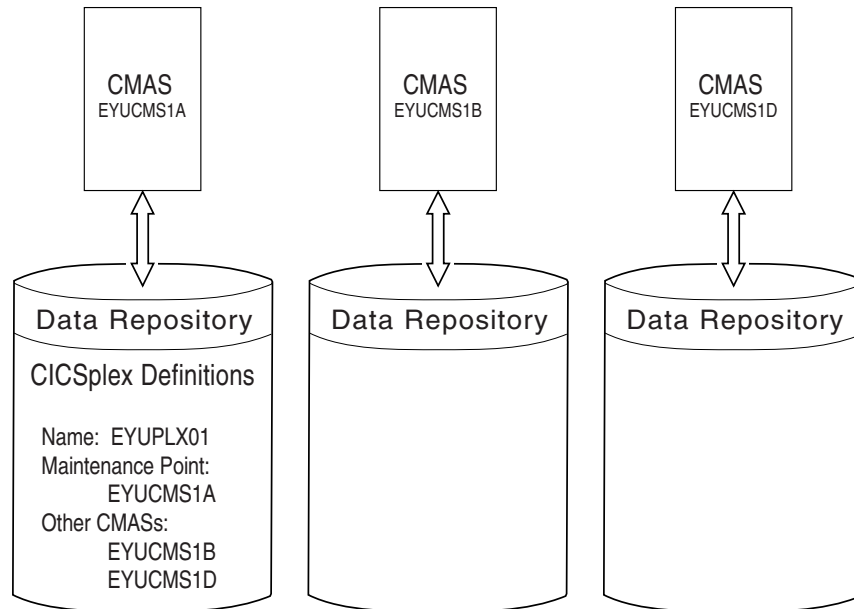 CMAS
EYUCMS1A
CMAS
EYUCMS1B
CMAS
EYUCMS1D
Data Repository
CICSplex Definitions
Name: EYUPLX01
Maintenance Point:
EYUCMS1A
Other CMASs:
EYUCMS1B
EYUCMS1D
Data Repository
Data Repository